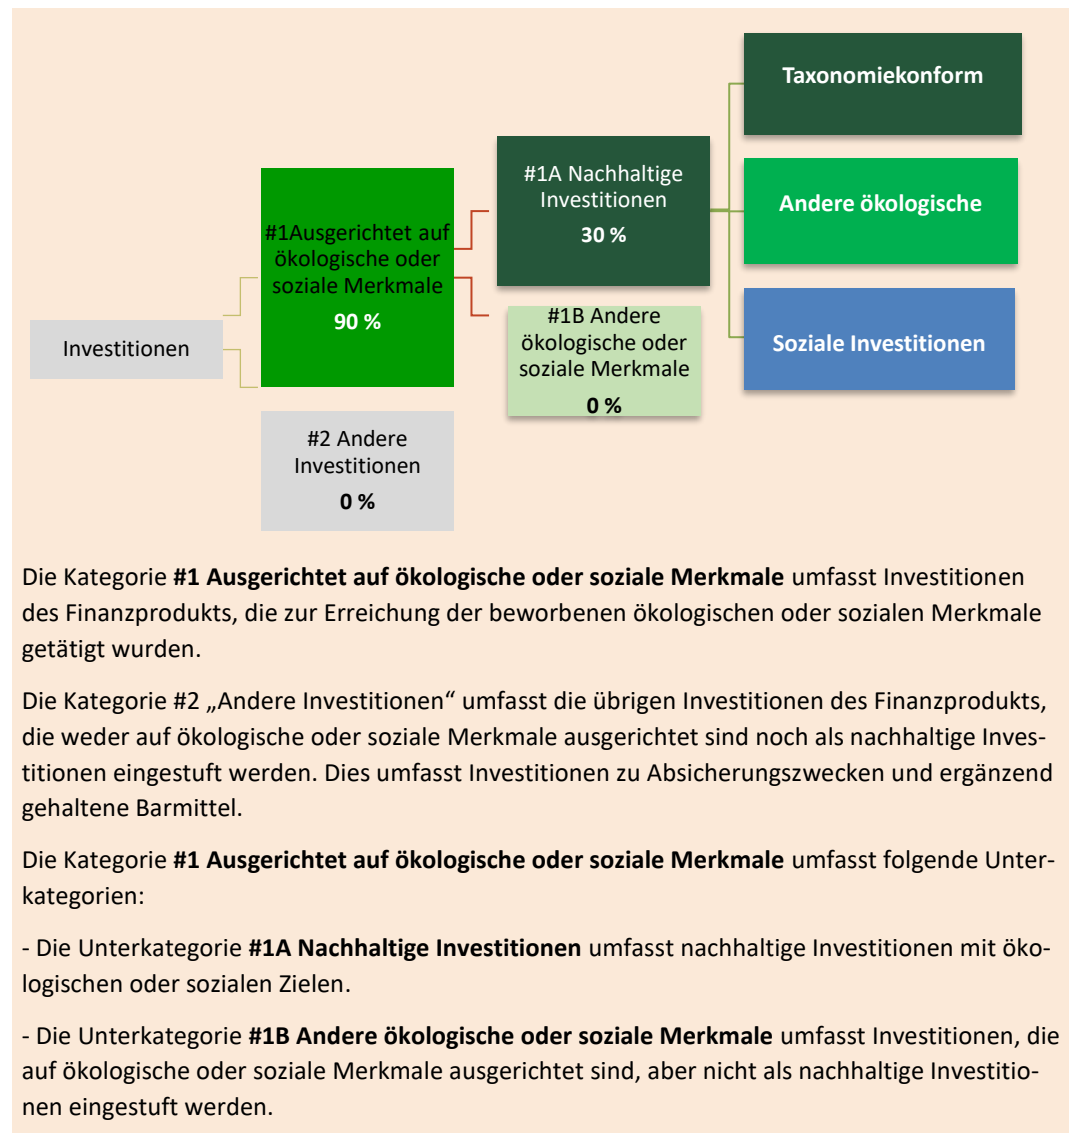 Taxonomiekonform
#1A Nachhaltige
Investitionen
30 %
Andere ökologische
#1Ausgerichtet auf
ökologische oder
soziale Merkmale
90 %
#1B Andere
ökologische oder
soziale Merkmale
0 %
Soziale Investitionen
Investitionen
#2 Andere
Investitionen
0 %
Die Kategorie #1 Ausgerichtet auf ökologische oder soziale Merkmale umfasst Investitionen
des Finanzprodukts, die zur Erreichung der beworbenen ökologischen oder sozialen Merkmale
getätigt wurden.
Die Kategorie #2 „Andere Investitionen“ umfasst die übrigen Investitionen des Finanzprodukts,
die weder auf ökologische oder soziale Merkmale ausgerichtet sind noch als nachhaltige Inves-
titionen eingestuft werden. Dies umfasst Investitionen zu Absicherungszwecken und ergänzend
gehaltene Barmittel.
Die Kategorie #1 Ausgerichtet auf ökologische oder soziale Merkmale umfasst folgende Unter-
kategorien:
- Die Unterkategorie #1A Nachhaltige Investitionen umfasst nachhaltige Investitionen mit öko-
logischen oder sozialen Zielen.
- Die Unterkategorie #1B Andere ökologische oder soziale Merkmale umfasst Investitionen, die
auf ökologische oder soziale Merkmale ausgerichtet sind, aber nicht als nachhaltige Investitio-
nen eingestuft werden.